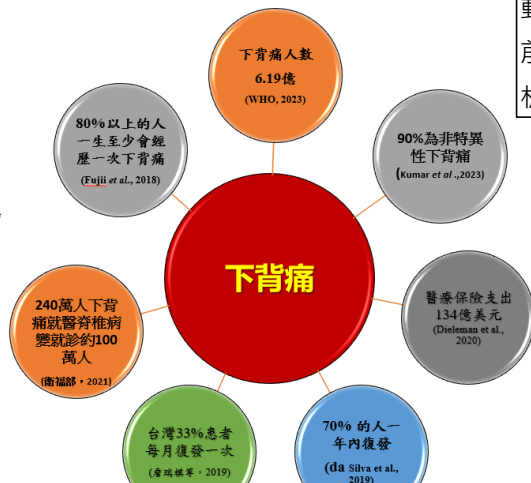 下背痛人數
6.19億
(WHO, 2023)
90%為非特異
性下背痛
(Kumar et al .,2023)
醫療保險支出
134億美元
(Dieleman et al.,
2020)
70% 的人一
年內復發
(da Silva et al.,
2019)
台灣33%患者
每月復發一次
(詹瑞棋等，2019)
240萬人下背
痛就醫脊椎病
變就診約100
萬人
(衛福部，2021)
80%以上的人
一生至少會經
歷一次下背痛
(Fujii et al., 2018)
下背痛